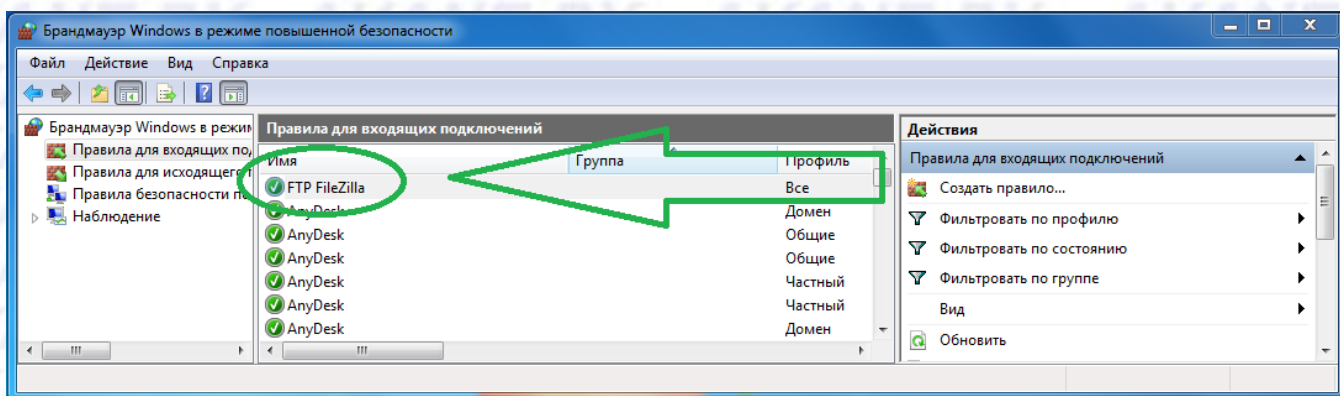 Брандмауэр Windows в режиме повышенной безопасности
Файл Действие Вид Справка
Брандмауэр Windows в режим
Правила для входящих по
Правила для исходящего
Правила безопасности
Наблюдение
Правила для входящих подключений
Имя Группа Профиль
FTP FileZilla Все
AnyDesk Домен
AnyDesk Общие
AnyDesk Общие
AnyDesk Частный
AnyDesk Частный
AnyDesk Домен
Действия
Правила для входящих подключений
Создать правило...
Фильтровать по профилю
Фильтровать по состоянию
Фильтровать по группе
Вид
Обновить